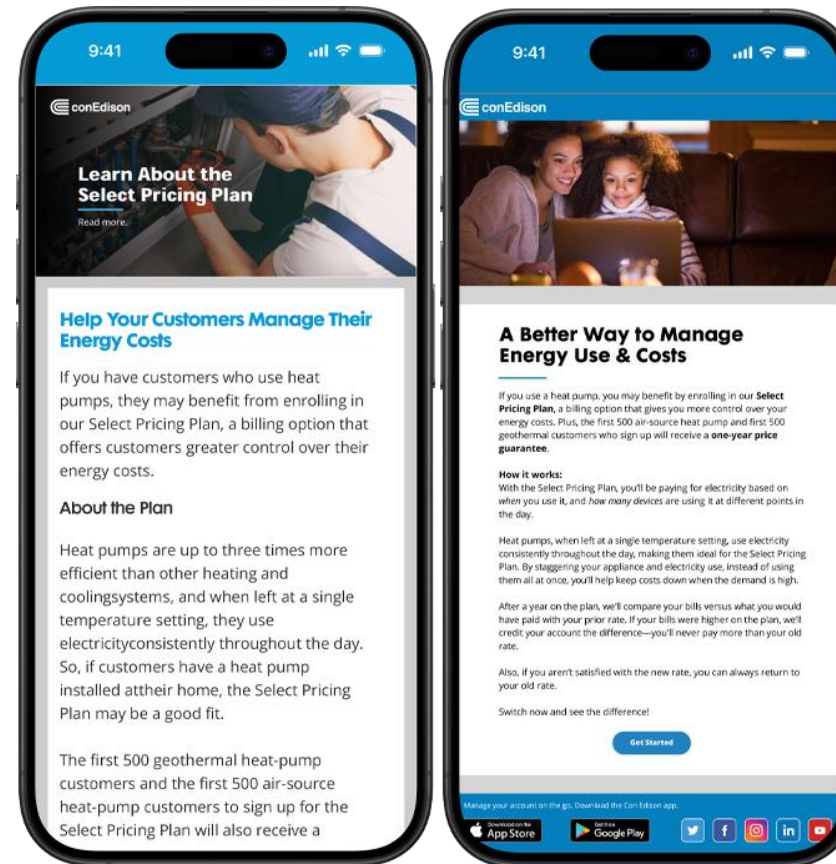 9:41
conEdison
Learn About the
Select Pricing Plan
Read more.
Help Your Customers Manage Their
Energy Costs
If you have customers who use heat
pumps, they may benefit from enrolling in
our Select Pricing Plan, a billing option that
offers customers greater control over their
energy costs.
About the Plan
Heat pumps are up to three times more
efficient than other heating and
coolingsystems, and when left at a single
temperature setting, they use
electricityconsistently throughout the day.
So, if customers have a heat pump
installed attheir home, the Select Pricing
Plan may be a good fit.
The first 500 geothermal heat-pump
customers and the first 500 air-source
heat-pump customers to sign up for the
Select Pricing Plan will also receive a
9:41
conEdison
A Better Way to Manage
Energy Use & Costs
If you use a heat pump, you may benefit by enrolling in our Select
Pricing Plan, a billing option that gives you more control over your
energy costs. Plus, the first 500 air-source heat pump and first 500
geothermal customers who sign up will receive a one-year price
guarantee.
How it works:
With the Select Pricing Plan, you'll be paying for electricity based on
when you use it, and how many devices are using it at different points in
the day.
Heat pumps, when left at a single temperature setting, use electricity
consistently throughout the day, making them ideal for the Select Pricing
Plan. By staggering your appliance and electricity use, instead of using
them all at once, you'll help keep costs down when the demand is high.
After a year on the plan, we'll compare your bills versus what you would
have paid with your prior rate. If your bills were higher on the plan, we'll
credit your account the difference—you'll never pay more than your old
rate.
Also, if you aren't satisfied with the new rate, you can always return to
your old rate.
Switch now and see the difference!
Get Started
Manage your account on the go. Download the Con Edison app.
Download on the
App Store
Get it on
Google Play
f
in